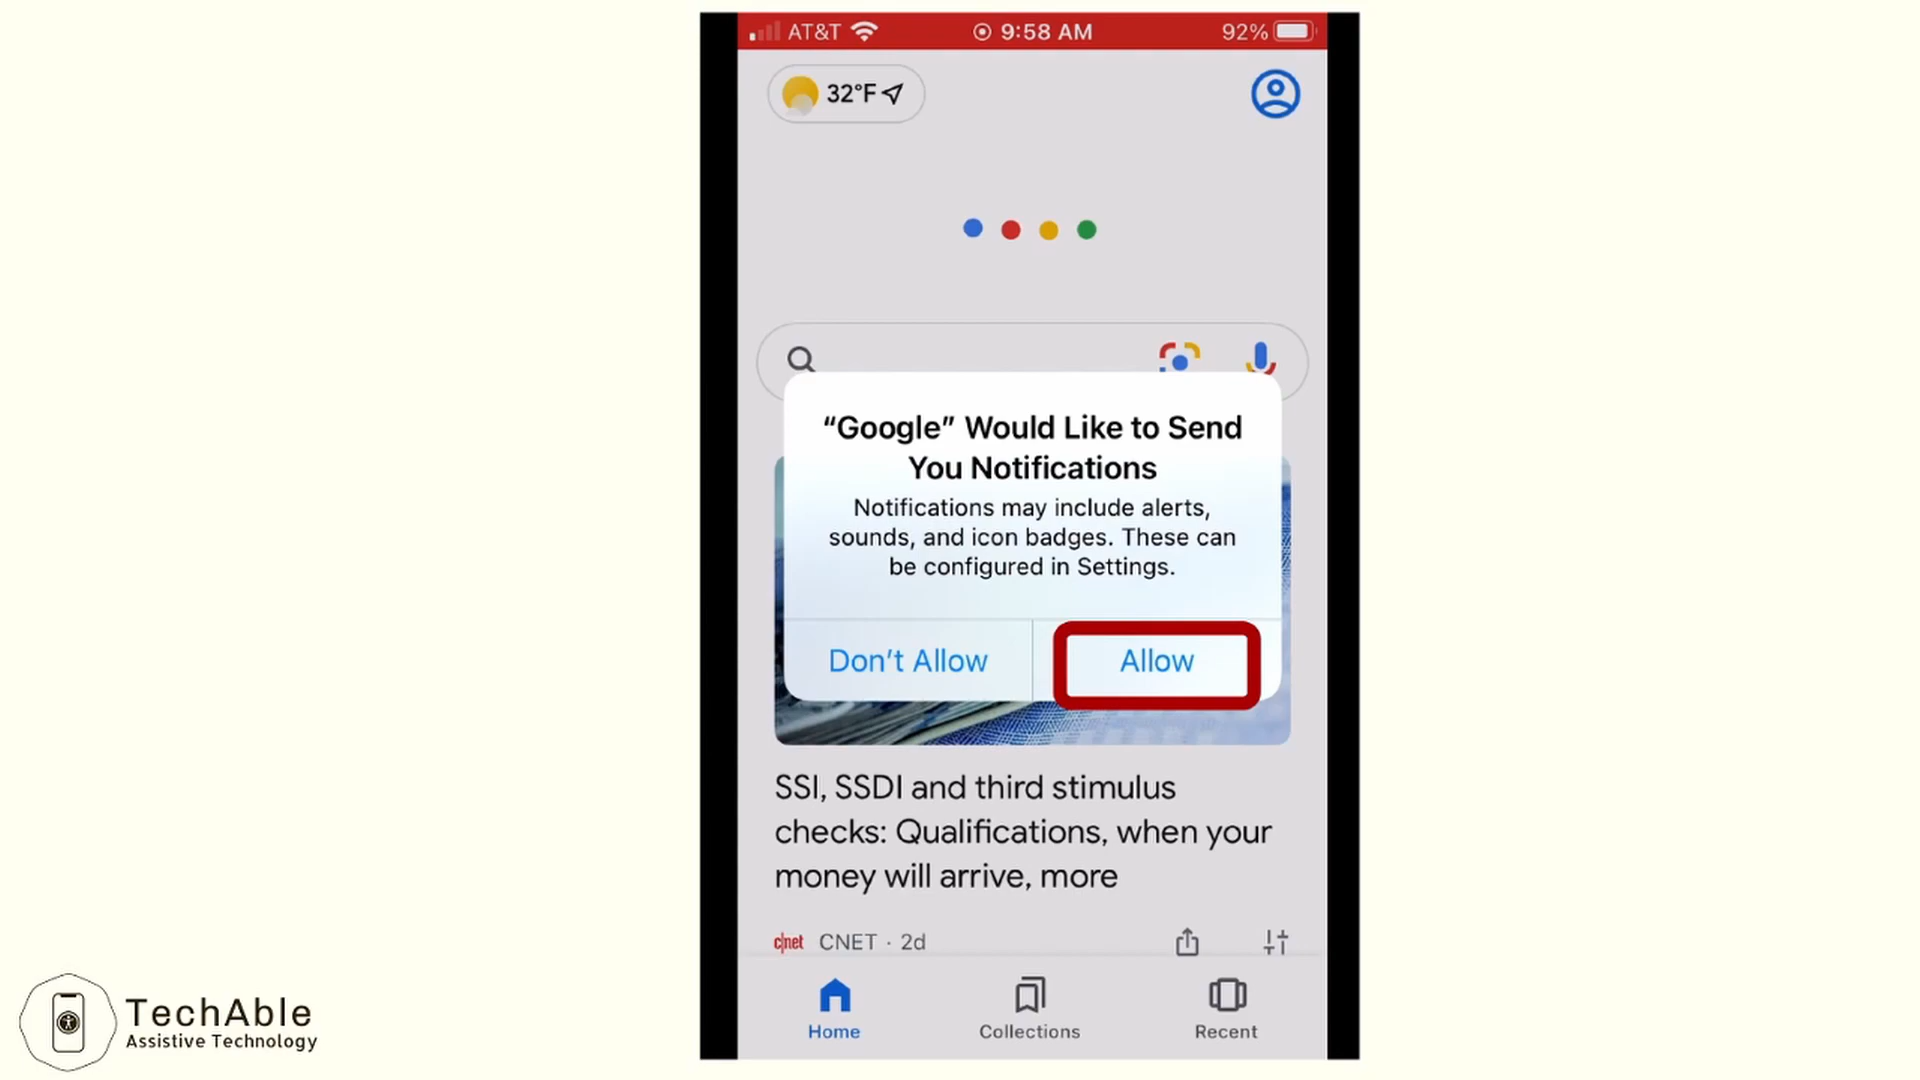 AT&T 9:58 AM 92%
32°F
“Google” Would Like to Send
You Notifications
Notifications may include alerts,
sounds, and icon badges. These can
be configured in Settings.
Don’t Allow Allow
SSI, SSDI and third stimulus
checks: Qualifications, when your
money will arrive, more
c|net CNET · 2d
Home Collections Recent
TechAble
Assistive Technology